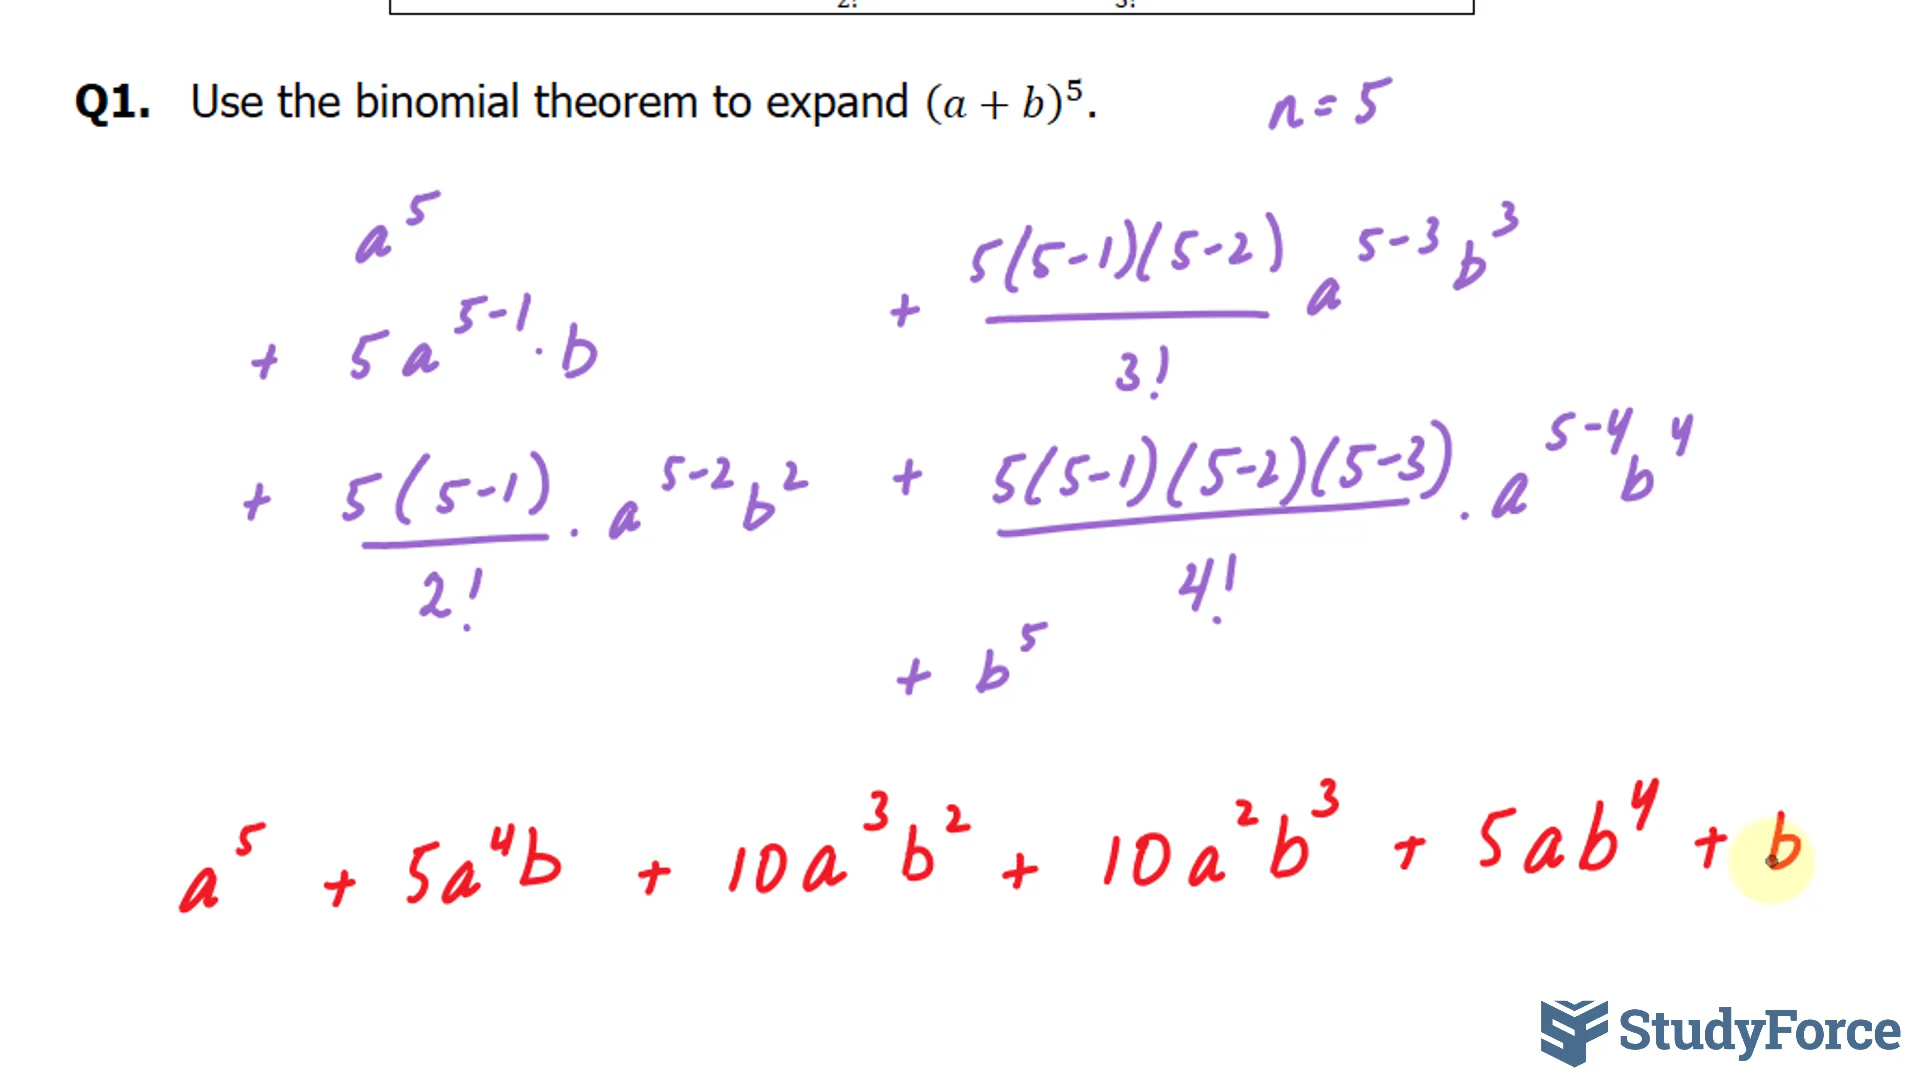 2! 3!
Q1. Use the binomial theorem to expand (a + b)⁵. n = 5
a⁵
+ 5a⁵⁻¹ · b
+ 5(5-1)/2! · a⁵⁻²b²
+ 5(5-1)(5-2)/3! a⁵⁻³b³
+ 5(5-1)(5-2)(5-3)/4! · a⁵⁻⁴b⁴
+ b⁵
a⁵ + 5a⁴b + 10a³b² + 10a²b³ + 5ab⁴ + b
StudyForce